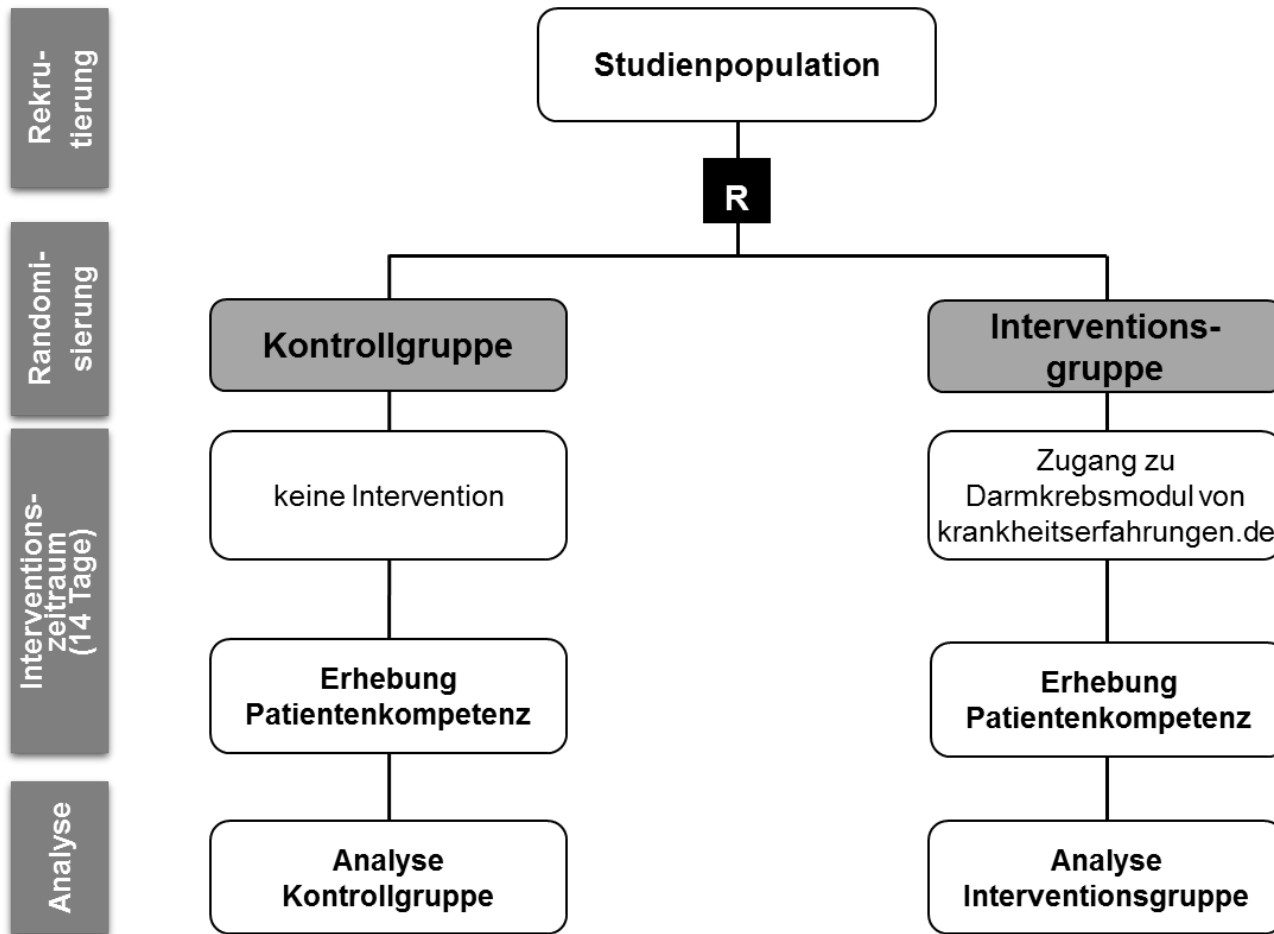 Rekru-
tierung
Studienpopulation
R
Randomi-
sierung
Kontrollgruppe
Interventions-
gruppe
Interventions-
zeitraum
(14 Tage)
keine Intervention
Zugang zu
Darmkrebsmodul von
krankheitserfahrungen.de
Erhebung
Patientenkompetenz
Erhebung
Patientenkompetenz
Analyse
Analyse
Kontrollgruppe
Analyse
Interventionsgruppe